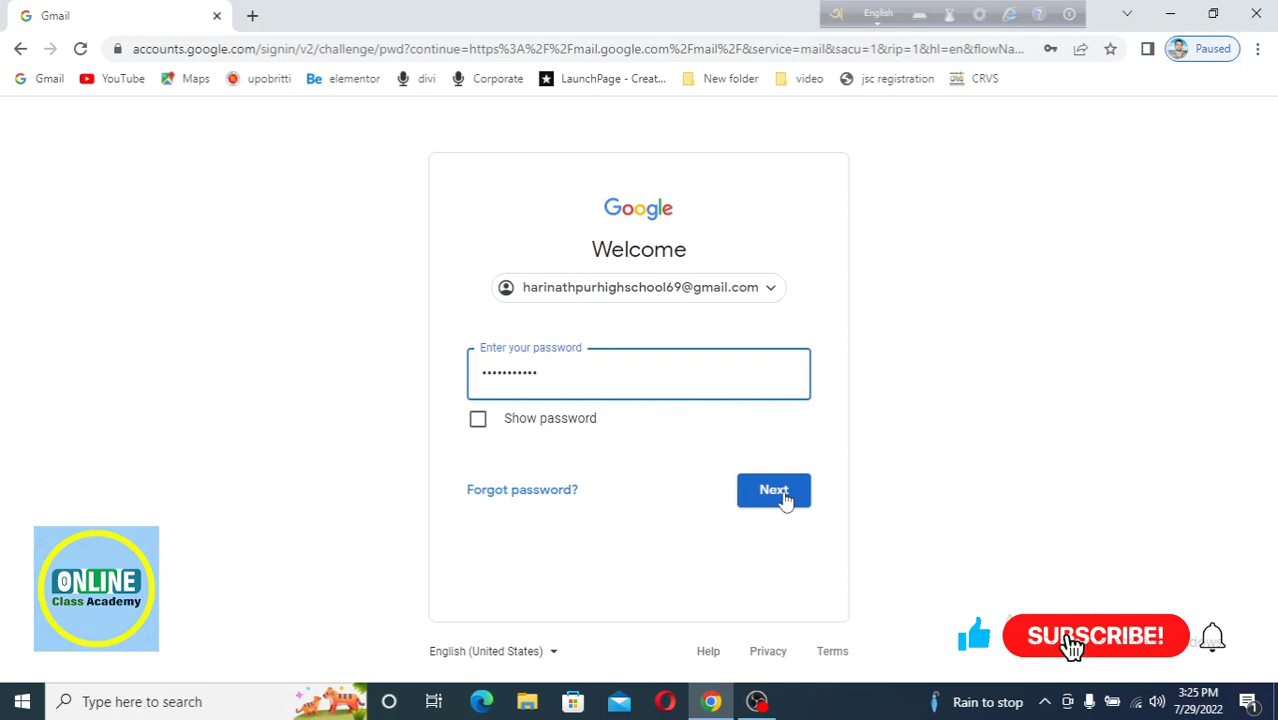 Gmail
English
accounts.google.com/signin/v2/challenge/pwd?continue=https%3A%2F%2Fmail.google.com%2Fmail%2F&service=mail&sacu=1&rip=1&hl=en&flowNa...
Paused
Gmail
YouTube
Maps
upobritti
Be elementor
divi
Corporate
LaunchPage - Creat...
New folder
video
jsc registration
CRVS
Google
Welcome
harinathpurhighschool69@gmail.com
Enter your password
•••••••••••
Show password
Forgot password?
Next
ONLINE
Class Academy
SUBSCRIBE!
English (United States)
Help
Privacy
Terms
Type here to search
Rain to stop
3:25 PM
7/29/2022
1